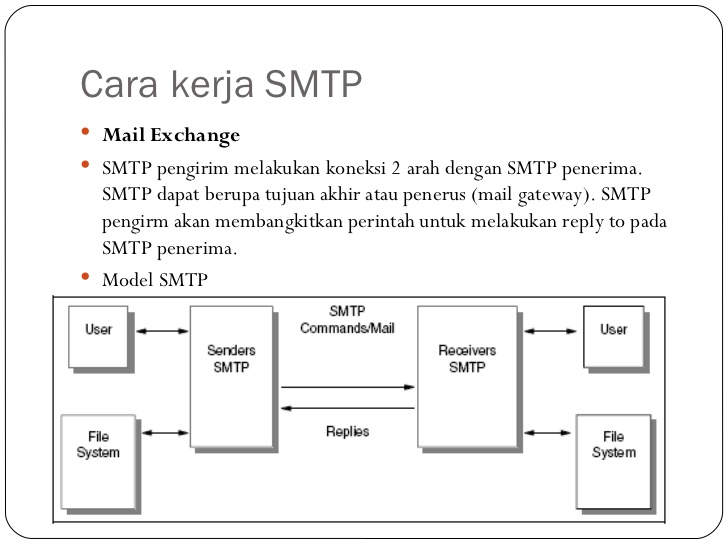 Cara kerja SMTP
Mail Exchange
SMTP pengirim melakukan koneksi 2 arah dengan SMTP penerima.
SMTP dapat berupa tujuan akhir atau penerus (mail gateway). SMTP
pengirm akan membangkitkan perintah untuk melakukan reply to pada
SMTP penerima.
Model SMTP
User
Senders
SMTP
SMTP
Commands/Mail
Receivers
SMTP
User
File
System
Replies
File
System